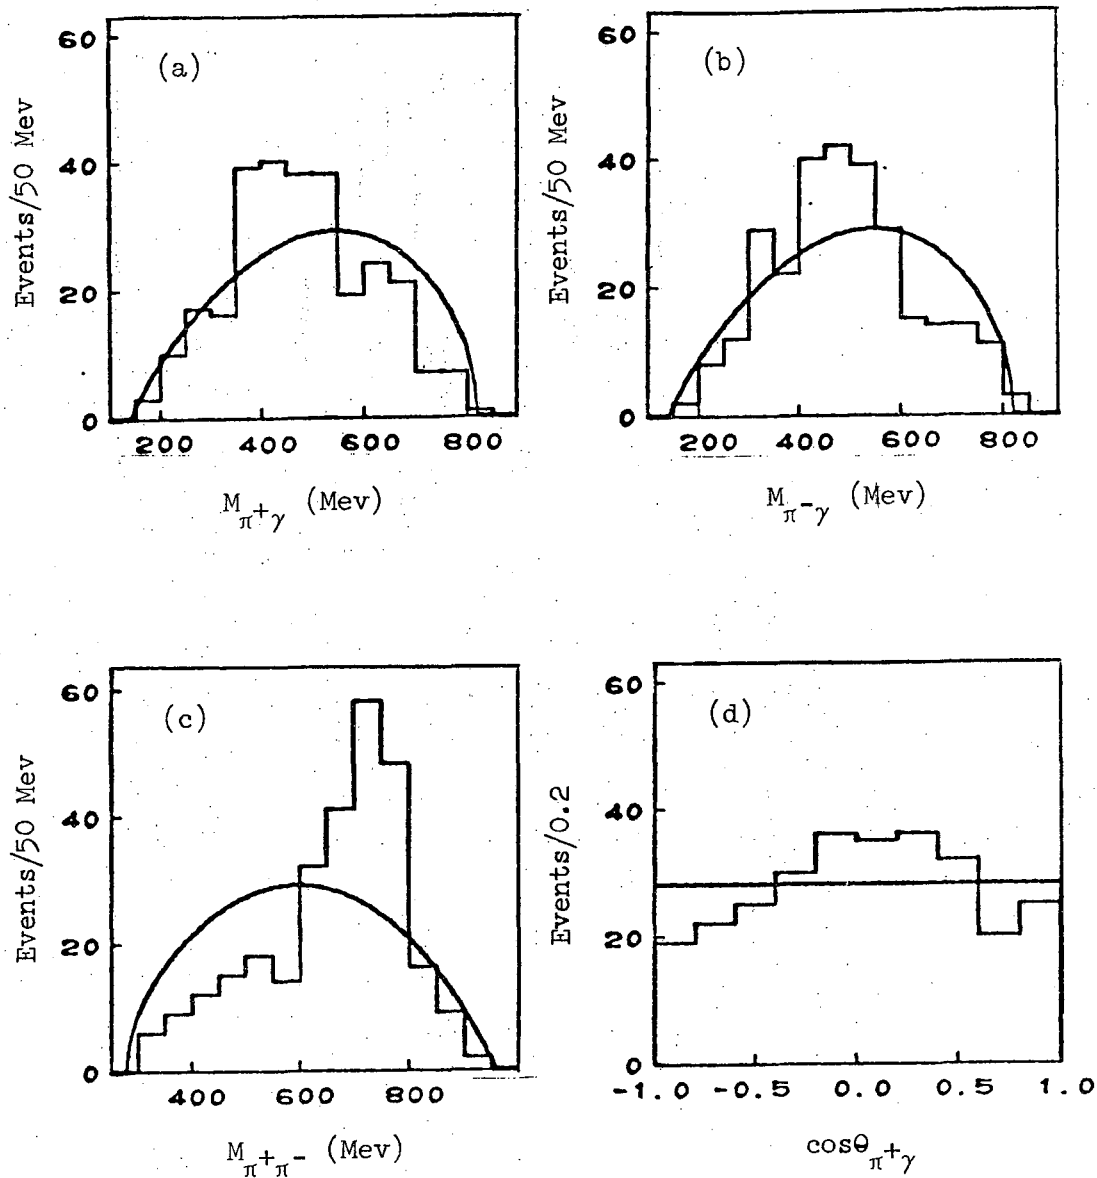 (a)
Events/50 Mev
60
40
20
0
200 400 600 800
M_π+γ (Mev)
(b)
Events/50 Mev
60
40
20
0
200 400 600 800
M_π-γ (Mev)
(c)
Events/50 Mev
60
40
20
0
400 600 800
M_π+π- (Mev)
(d)
Events/0.2
60
40
20
0
-1.0 -0.5 0.0 0.5 1.0
cosθ_π+γ